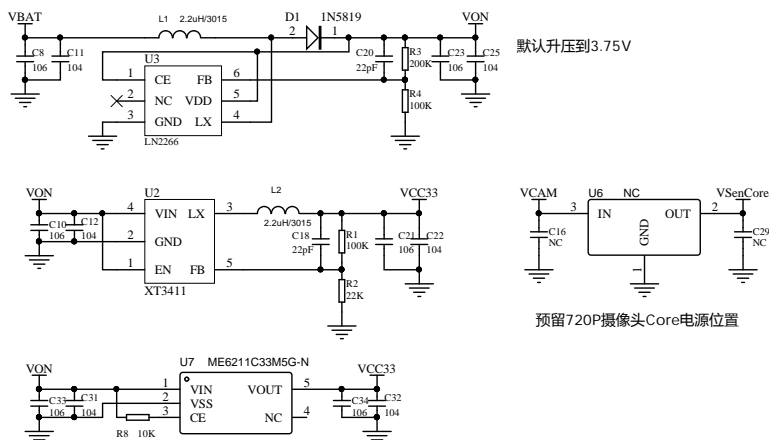 VBAT
L1 2.2uH/3015
D1 1N5819
VON
2 1
默认升压到3.75V
C8
106
C11
104
U3
C20
22pF
R3
200K
C23
106
C25
104
1 CE FB 6
2 NC VDD 5
3 GND LX 4
R4
100K
LN2266
VON
U2
L2
2.2uH/3015
VCC33
4 VIN LX 3
2 GND
1 EN FB 5
XT3411
C10
106
C12
104
C18
22pF
R1
100K
C21
106
C22
104
R2
22K
VCAM
U6 NC
VSenCore
3 IN OUT 2
GND
1
C16
NC
C29
NC
预留720P摄像头Core电源位置
VON
U7 ME6211C33M5G-N
VCC33
1 VIN VOUT 5
2 VSS
3 CE NC 4
C33
106
C31
104
R8 10K
C34
106
C32
104